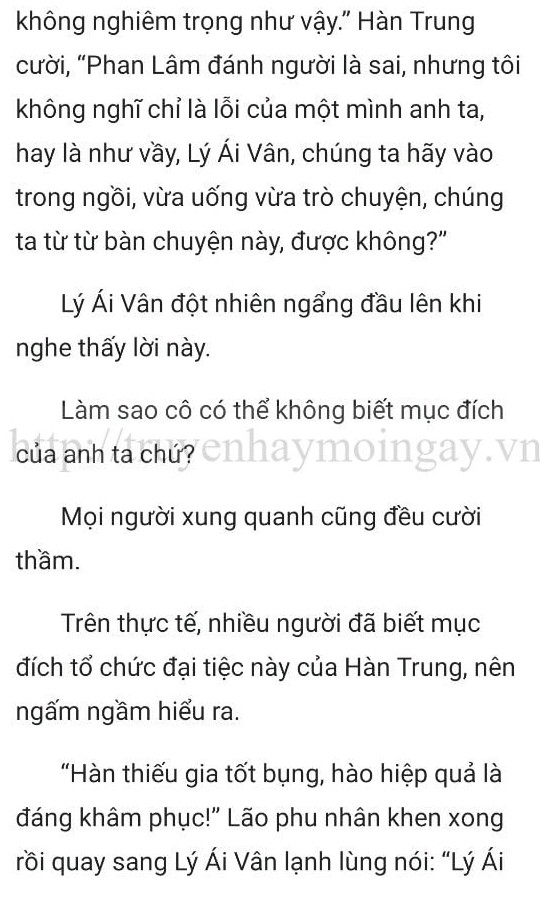 không nghiêm trọng như vậy.” Hàn Trung
cười, “Phan Lâm đánh người là sai, nhưng tôi
không nghĩ chỉ là lỗi của một mình anh ta,
hay là như vầy, Lý Ái Vân, chúng ta hãy vào
trong ngồi, vừa uống vừa trò chuyện, chúng
ta từ từ bàn chuyện này, được không?”
Lý Ái Vân đột nhiên ngẩng đầu lên khi
nghe thấy lời này.
Làm sao cô có thể không biết mục đích
của anh ta chứ?
http://truyenhaymoingay.vn
Mọi người xung quanh cũng đều cười
thầm.
Trên thực tế, nhiều người đã biết mục
đích tổ chức đại tiệc này của Hàn Trung, nên
ngấm ngầm hiểu ra.
“Hàn thiếu gia tốt bụng, hào hiệp quả là
đáng khâm phục!” Lão phu nhân khen xong
rồi quay sang Lý Ái Vân lạnh lùng nói: “Lý Ái